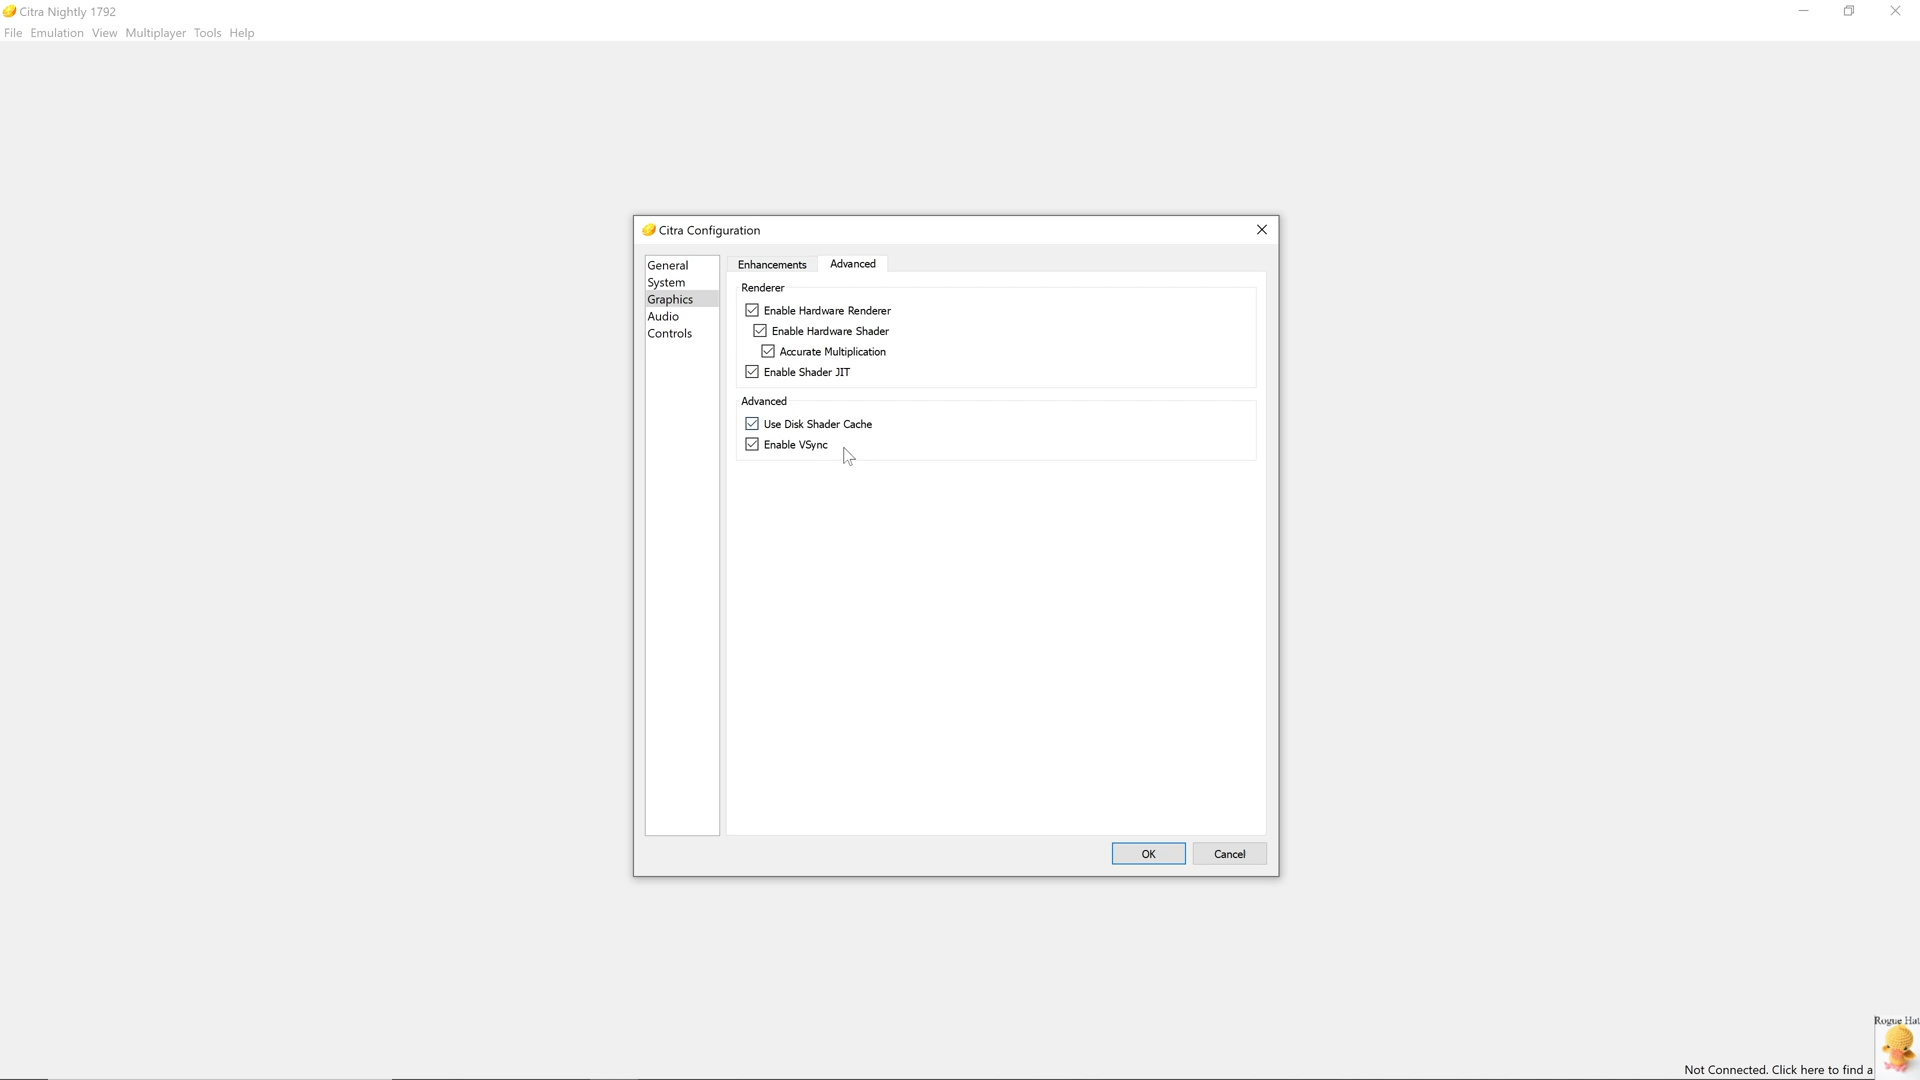 Citra Nightly 1792
File Emulation View Multiplayer Tools Help
Citra Configuration
General
System
Graphics
Audio
Controls
Enhancements Advanced
Renderer
Enable Hardware Renderer
Enable Hardware Shader
Accurate Multiplication
Enable Shader JIT
Advanced
Use Disk Shader Cache
Enable VSync
OK Cancel
Rogue Hat
Not Connected. Click here to find a